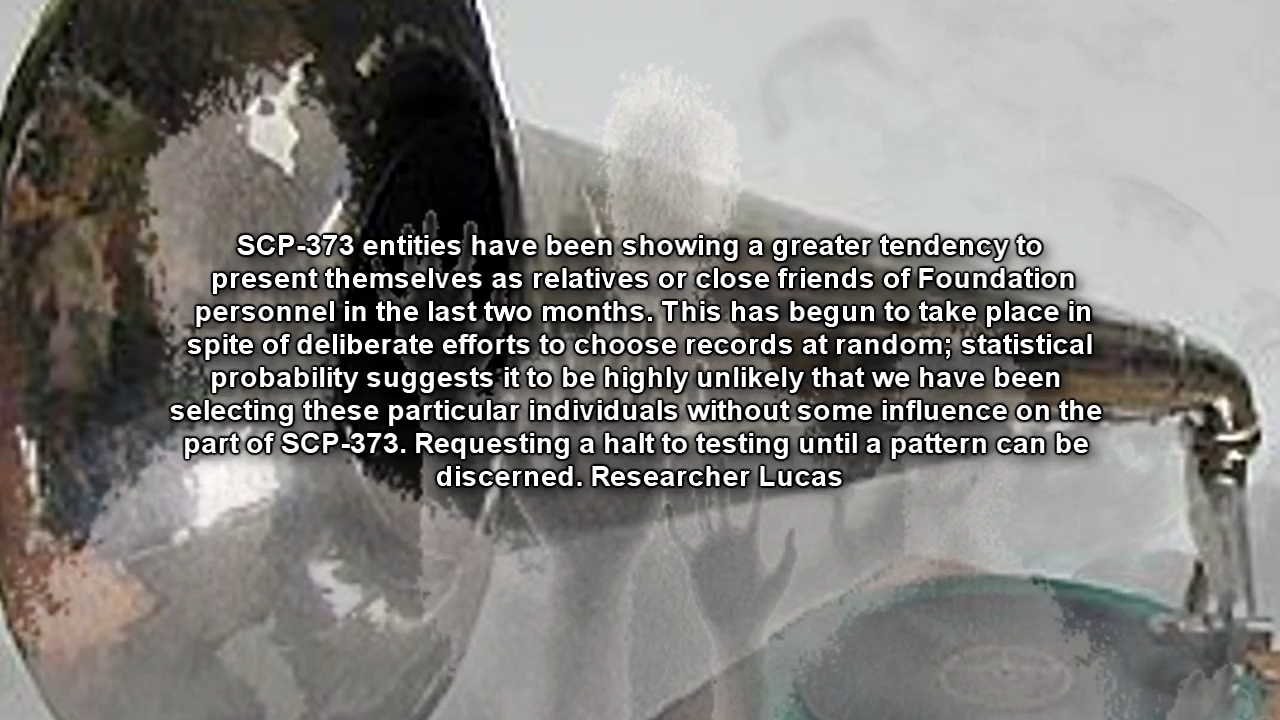 SCP-373 entities have been showing a greater tendency to
present themselves as relatives or close friends of Foundation
personnel in the last two months. This has begun to take place in
spite of deliberate efforts to choose records at random; statistical
probability suggests it to be highly unlikely that we have been
selecting these particular individuals without some influence on the
part of SCP-373. Requesting a halt to testing until a pattern can be
discerned. Researcher Lucas